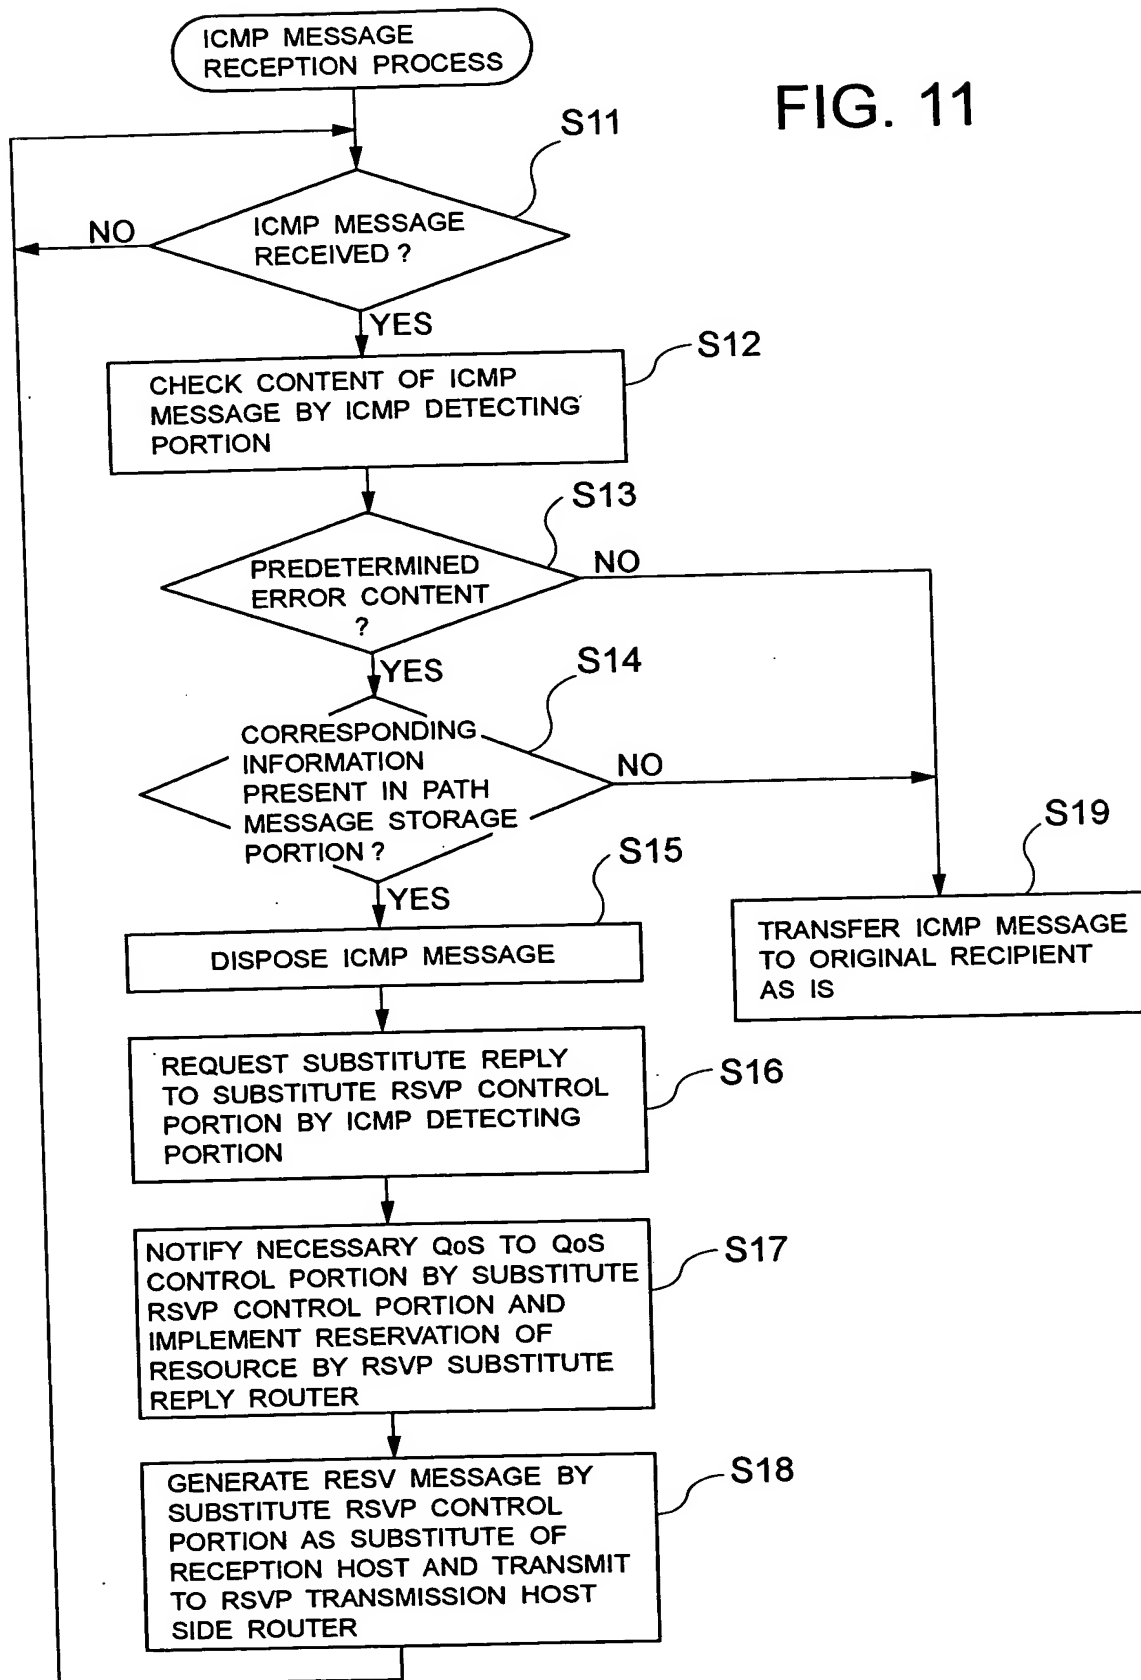 ICMP MESSAGE
RECEPTION PROCESS
FIG. 11
S11
ICMP MESSAGE
RECEIVED ?
NO
YES
S12
CHECK CONTENT OF ICMP
MESSAGE BY ICMP DETECTING
PORTION
S13
PREDETERMINED
ERROR CONTENT
?
NO
YES
S14
CORRESPONDING
INFORMATION
PRESENT IN PATH
MESSAGE STORAGE
PORTION ?
NO
YES
S15
DISPOSE ICMP MESSAGE
S19
TRANSFER ICMP MESSAGE
TO ORIGINAL RECIPIENT
AS IS
S16
REQUEST SUBSTITUTE REPLY
TO SUBSTITUTE RSVP CONTROL
PORTION BY ICMP DETECTING
PORTION
S17
NOTIFY NECESSARY QoS TO QoS
CONTROL PORTION BY SUBSTITUTE
RSVP CONTROL PORTION AND
IMPLEMENT RESERVATION OF
RESOURCE BY RSVP SUBSTITUTE
REPLY ROUTER
S18
GENERATE RESV MESSAGE BY
SUBSTITUTE RSVP CONTROL
PORTION AS SUBSTITUTE OF
RECEPTION HOST AND TRANSMIT
TO RSVP TRANSMISSION HOST
SIDE ROUTER